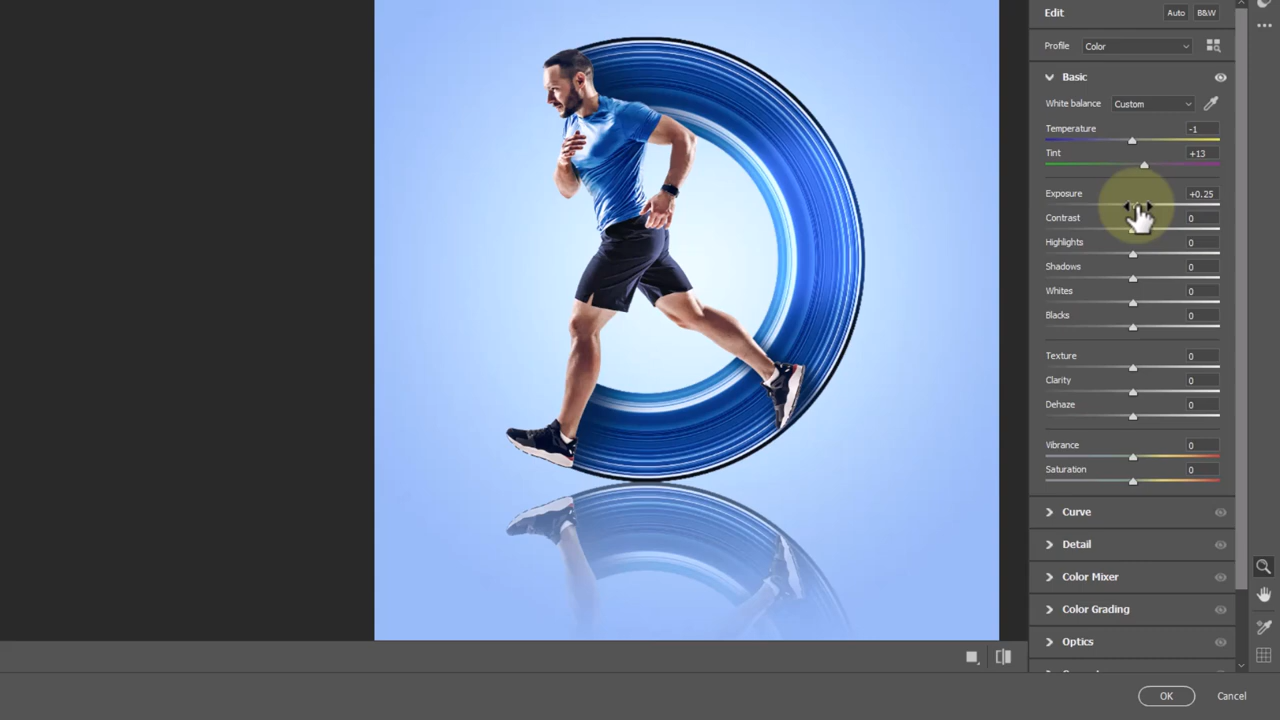 Edit Auto B&W
Profile Color
Basic
White balance Custom
Temperature -1
Tint +13
Exposure +0.25
Contrast 0
Highlights 0
Shadows 0
Whites 0
Blacks 0
Texture 0
Clarity 0
Dehaze 0
Vibrance 0
Saturation 0
Curve
Detail
Color Mixer
Color Grading
Optics
OK Cancel